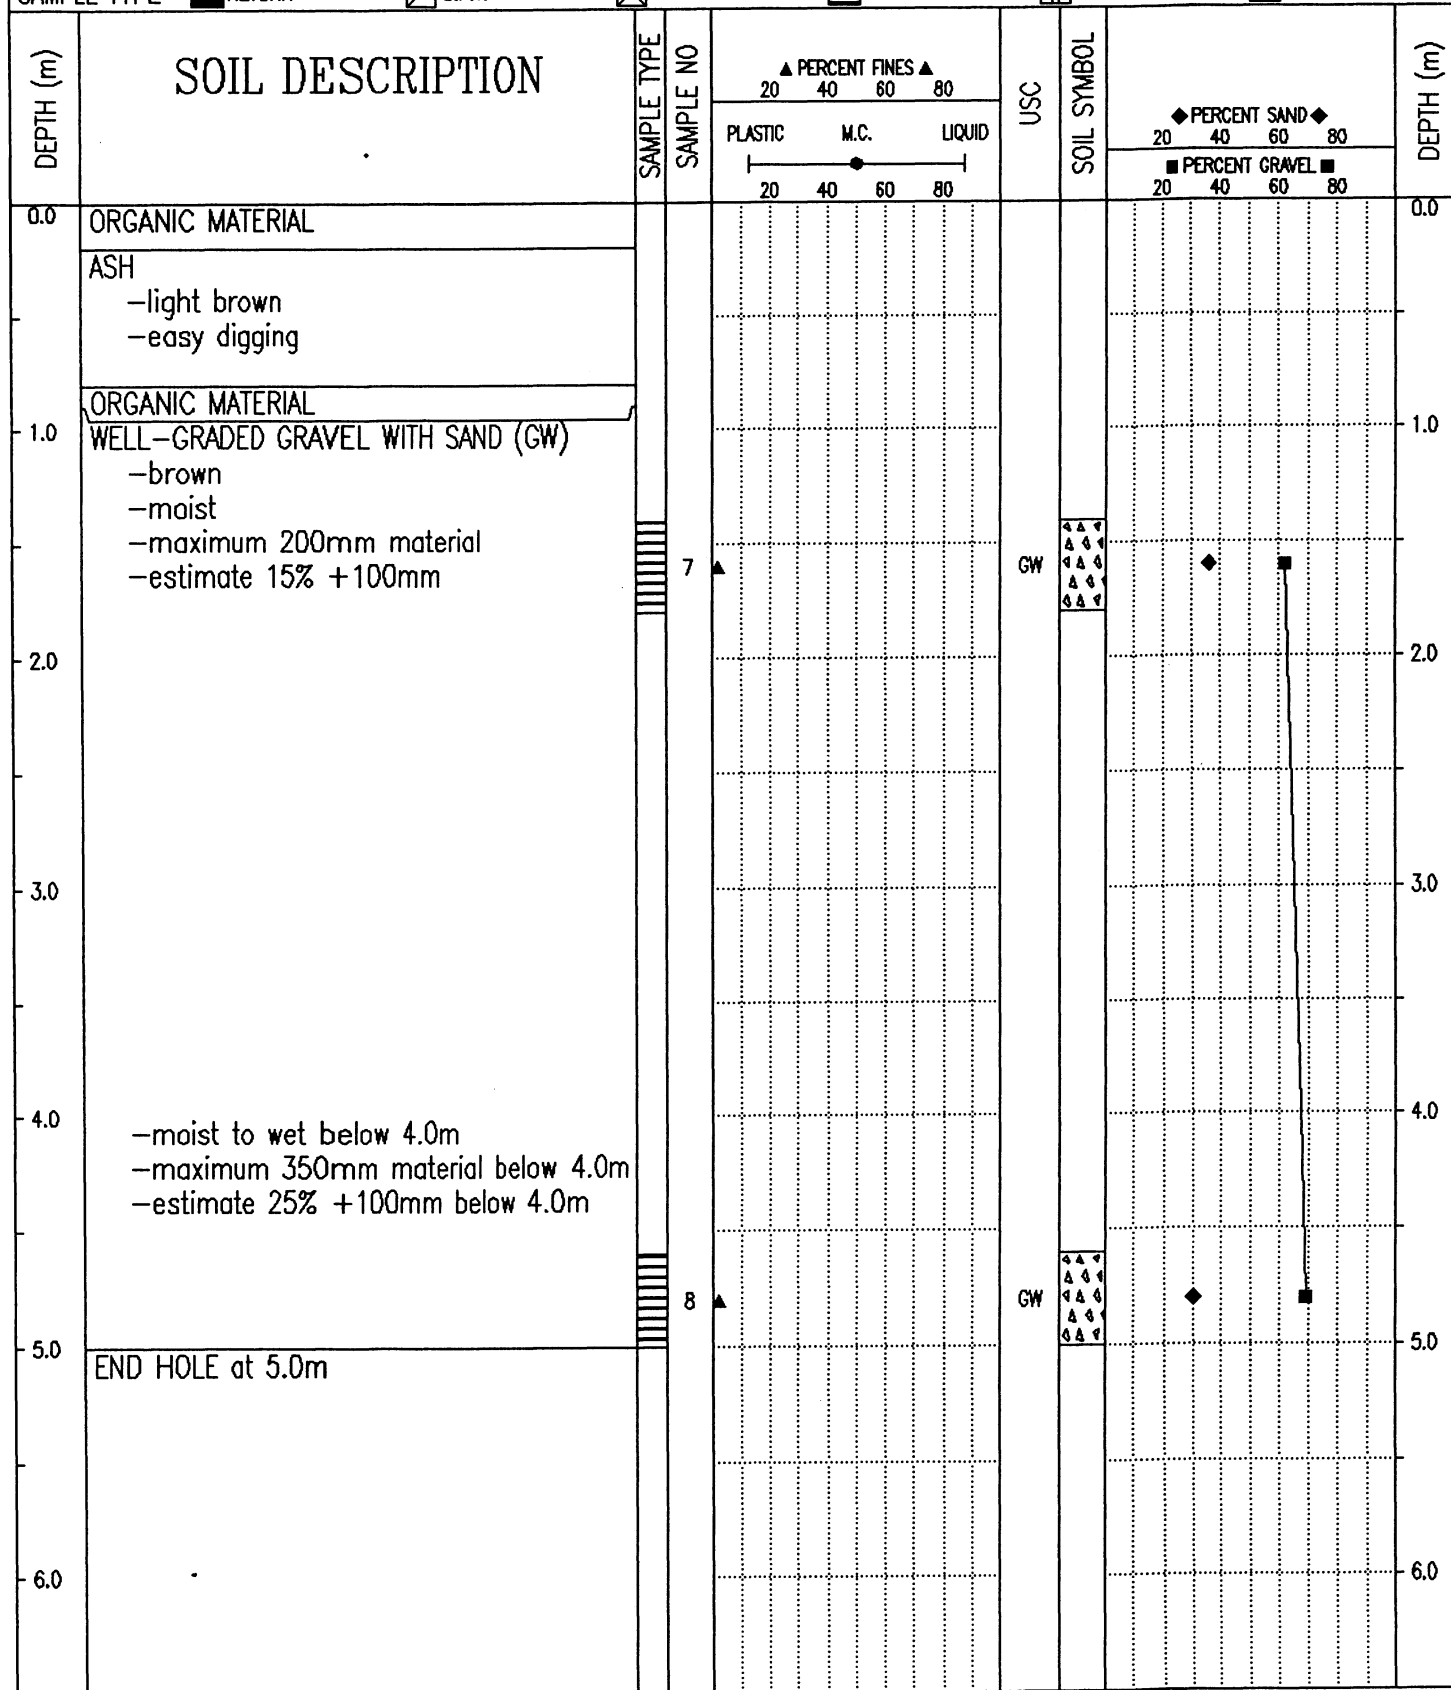 SAMPLE TYPE
DEPTH (m)
SOIL DESCRIPTION
SAMPLE TYPE
SAMPLE NO
▲ PERCENT FINES ▲
20 40 60 80
PLASTIC M.C. LIQUID
20 40 60 80
USC
SOIL SYMBOL
◆ PERCENT SAND ◆
20 40 60 80
■ PERCENT GRAVEL ■
20 40 60 80
DEPTH (m)
0.0 ORGANIC MATERIAL 0.0
ASH
-light brown
-easy digging
ORGANIC MATERIAL
1.0 WELL-GRADED GRAVEL WITH SAND (GW) 1.0
-brown
-moist
-maximum 200mm material
-estimate 15% +100mm 7 GW
2.0 2.0
3.0 3.0
4.0 4.0
-moist to wet below 4.0m
-maximum 350mm material below 4.0m
-estimate 25% +100mm below 4.0m
8 GW
5.0 5.0
END HOLE at 5.0m
6.0 6.0